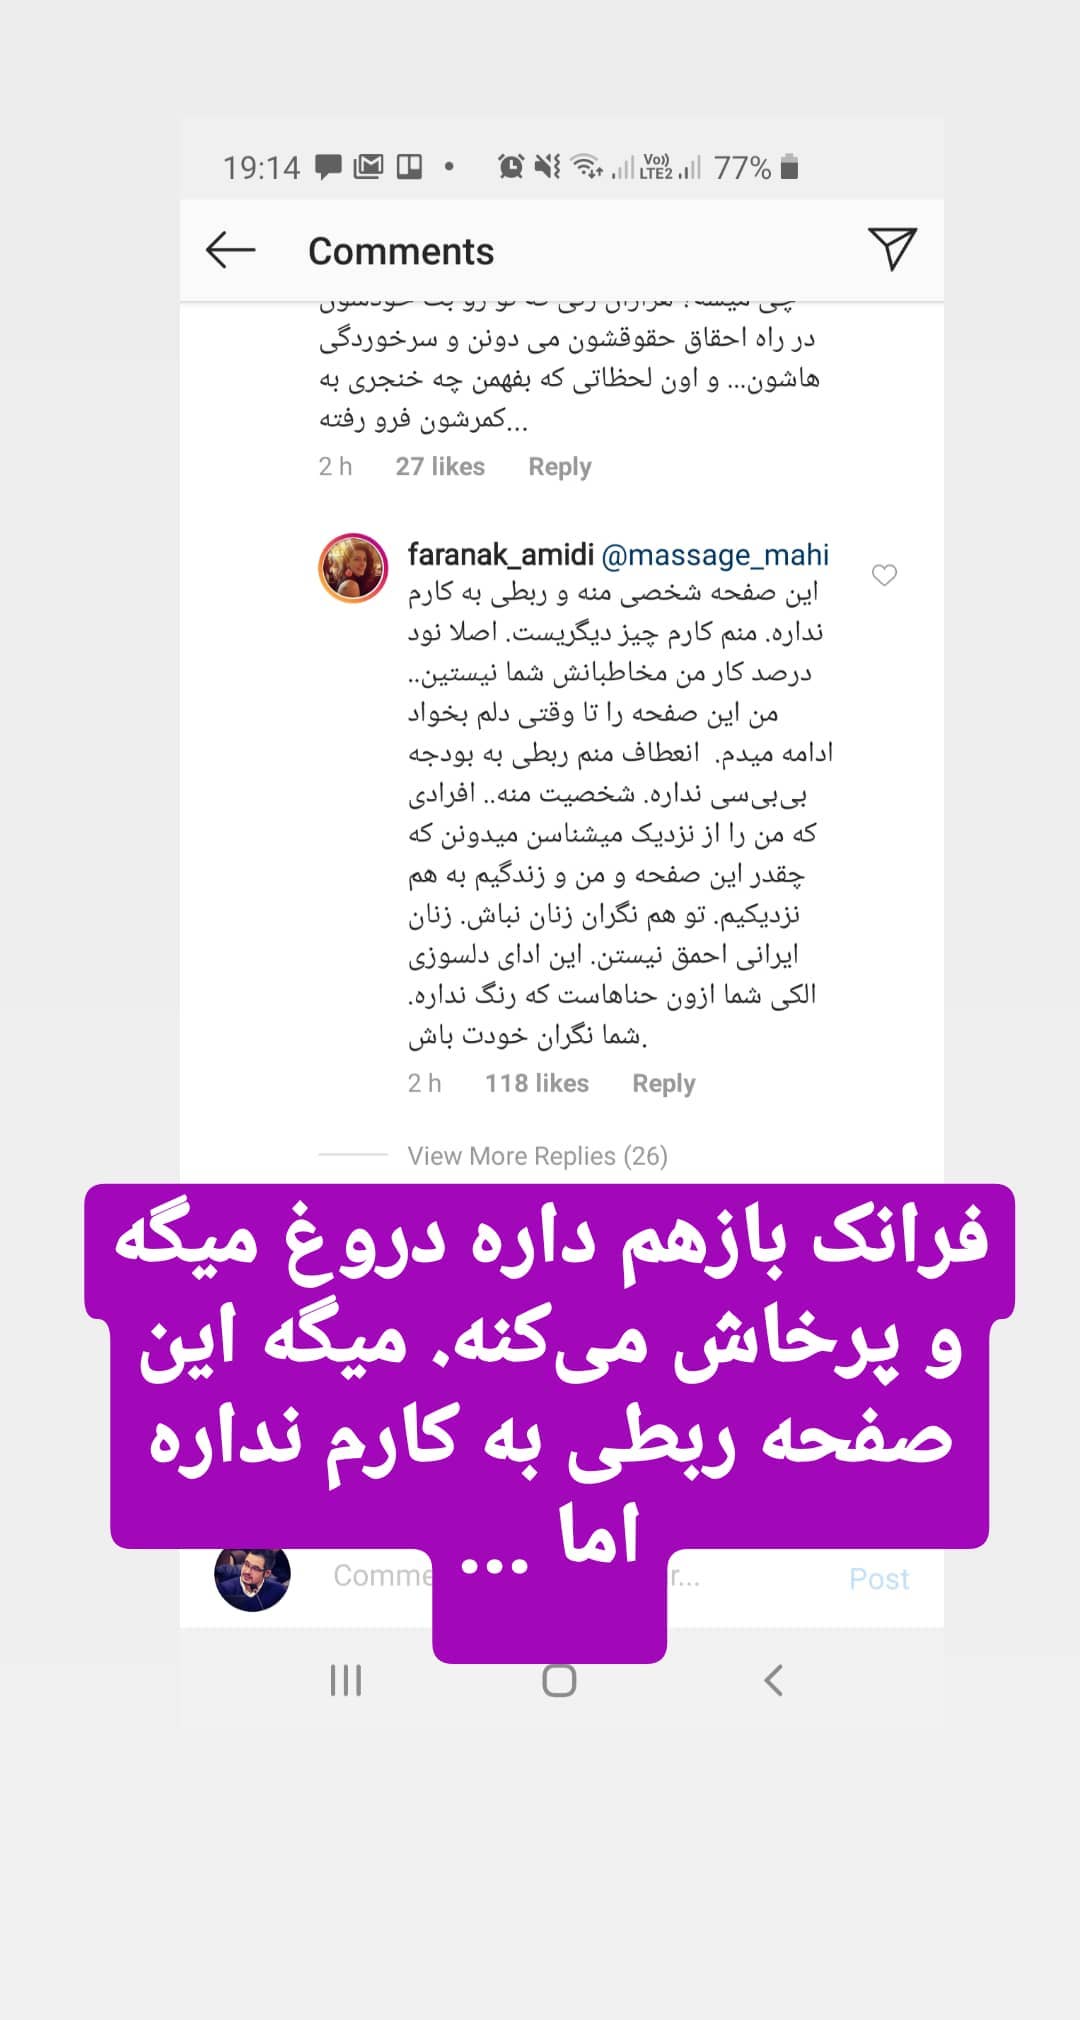 19:14
Vo))
LTE2
77%
Comments
در راه احقاق حقوقشون می دونن و سرخوردگی
هاشون... و اون لحظاتی که بفهمن چه خنجری به
کمرشون فرو رفته...
2 h 27 likes Reply
faranak_amidi @massage_mahi
این صفحه شخصی منه و ربطی به کارم
نداره. منم کارم چیز دیگریست. اصلا نود
درصد کار من مخاطبانش شما نیستین..
من این صفحه را تا وقتی دلم بخواد
ادامه میدم. انعطاف منم ربطی به بودجه
بی‌بی‌سی نداره. شخصیت منه.. افرادی
که من را از نزدیک میشناسن میدونن که
چقدر این صفحه و من و زندگیم به هم
نزدیکیم. تو هم نگران زنان نباش. زنان
ایرانی احمق نیستن. این ادای دلسوزی
الکی شما ازون حناهاست که رنگ نداره.
شما نگران خودت باش.
2 h 118 likes Reply
View More Replies (26)
فرانک بازهم داره دروغ میگه
و پرخاش می‌کنه. میگه این
صفحه ربطی به کارم نداره
اما ...
Post